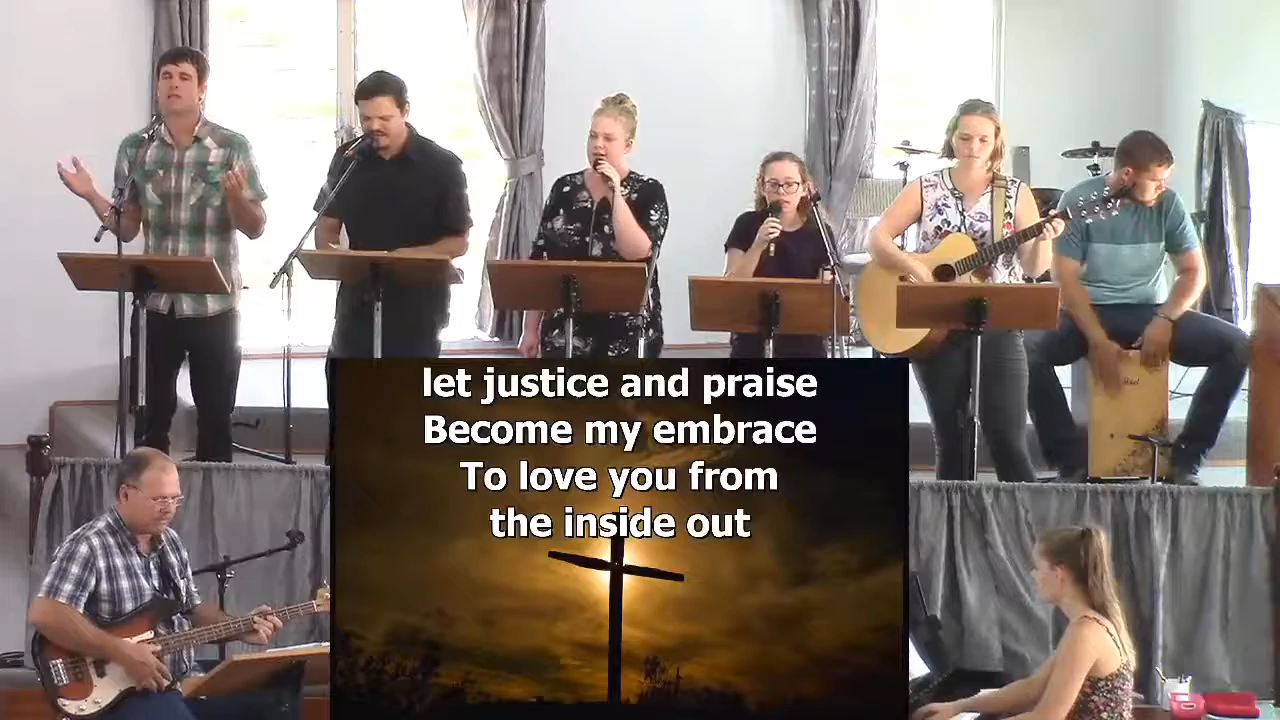 let justice and praise
Become my embrace
To love you from
the inside out